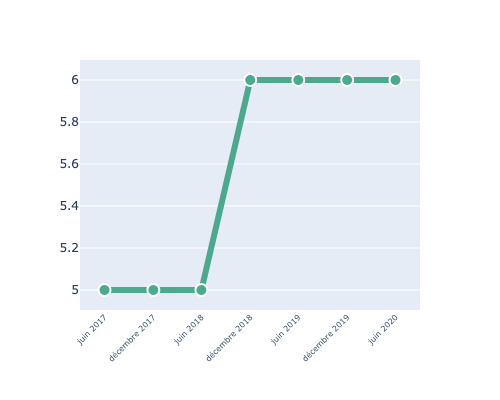 6
5.8
5.6
5.4
5.2
5
juin 2017
décembre 2017
juin 2018
décembre 2018
juin 2019
décembre 2019
juin 2020